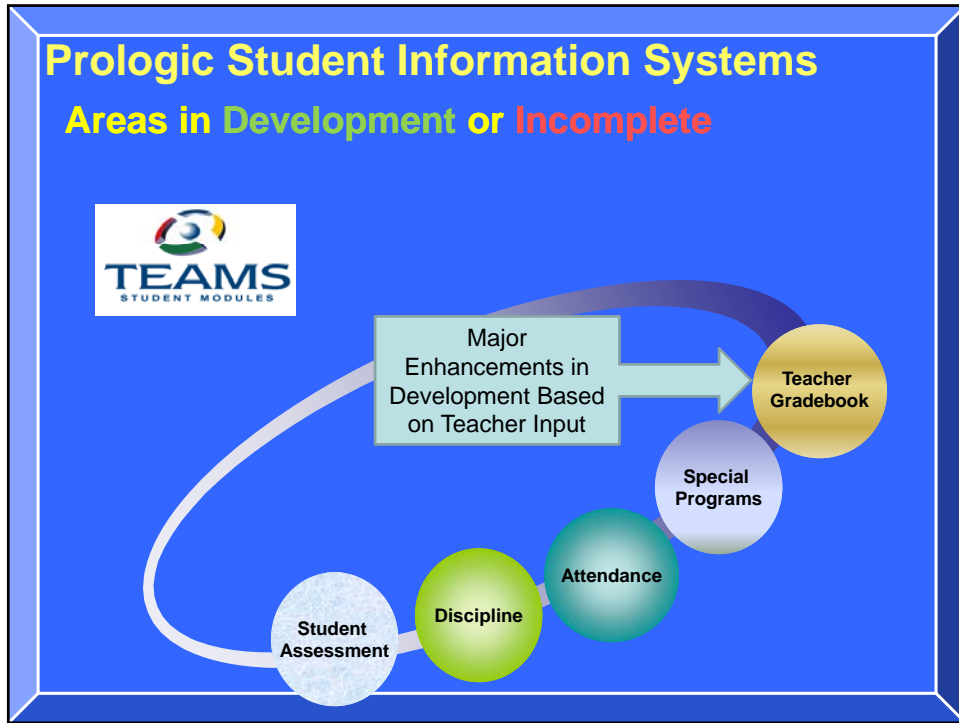 Prologic Student Information Systems
Areas in Development or Incomplete
TEAMS
STUDENT MODULES
Major
Enhancements in
Development Based
on Teacher Input
Teacher
Gradebook
Special
Programs
Attendance
Discipline
Student
Assessment